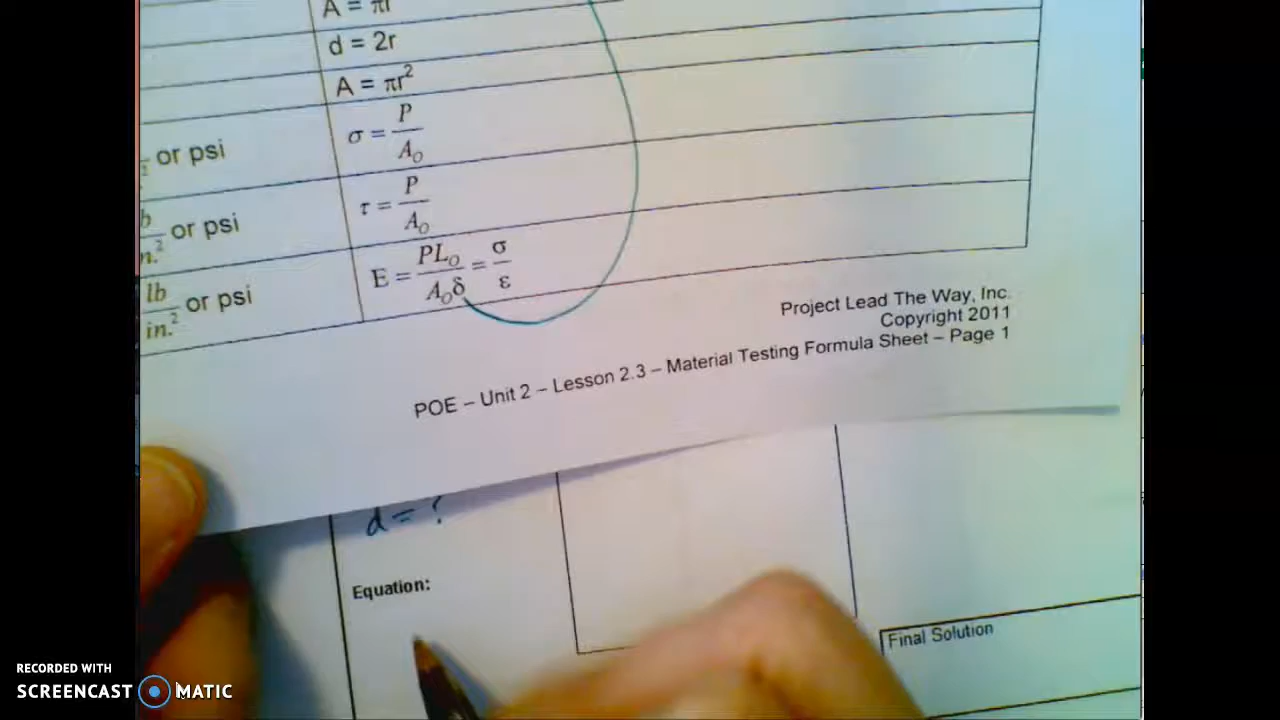 A = πr
d = 2r
A = πr²
or psi
σ = P / A₀
b / n.² or psi
τ = P / A₀
lb / in.² or psi
E = PL₀ / A₀δ = σ / ε
Project Lead The Way, Inc.
Copyright 2011
POE – Unit 2 – Lesson 2.3 – Material Testing Formula Sheet – Page 1
d = ?
Equation:
Final Solution
RECORDED WITH
SCREENCAST MATIC